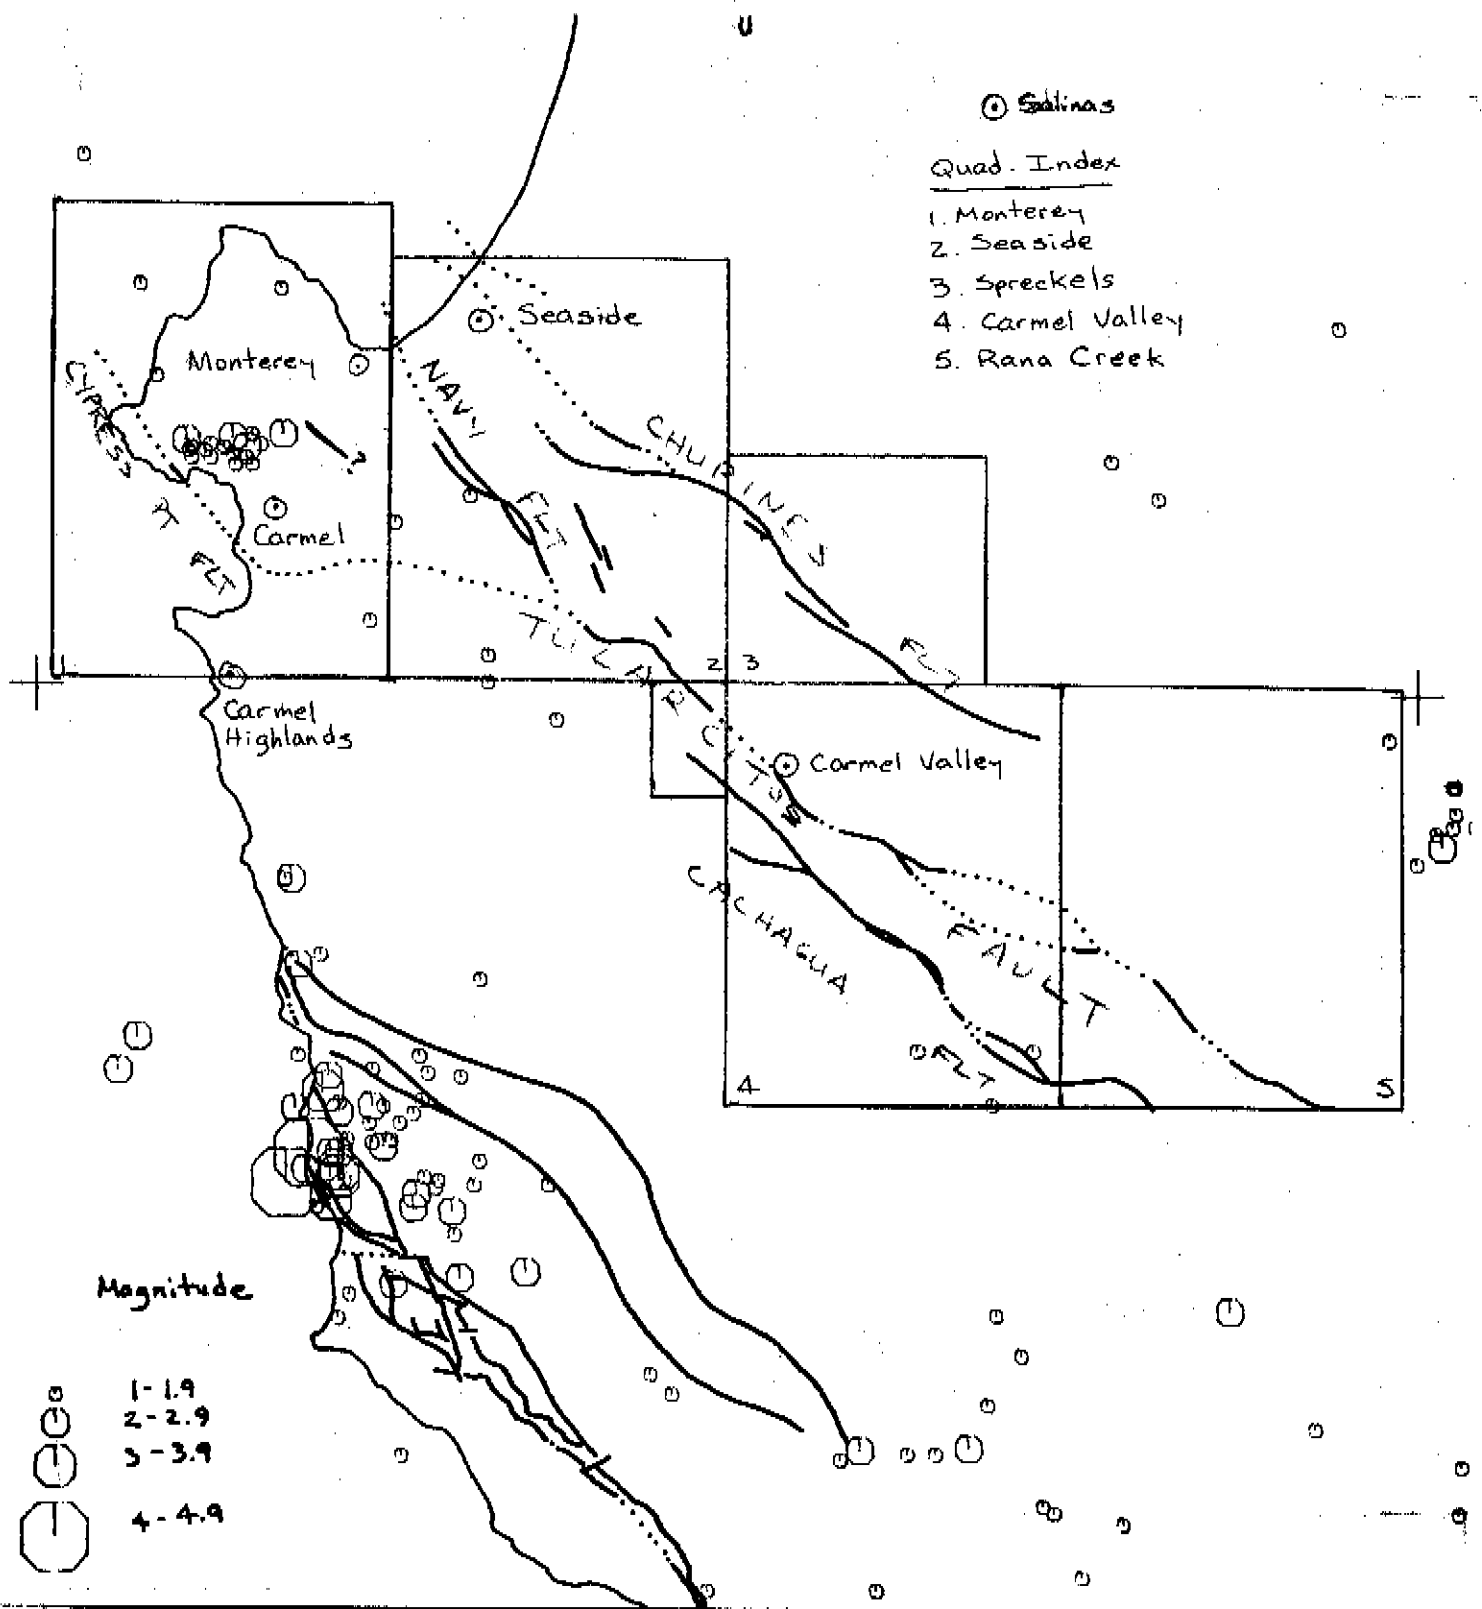 U
Salinas
Quad. Index
1. Monterey
2. Seaside
3. Spreckels
4. Carmel Valley
5. Rana Creek
Seaside
Monterey
CYPRESS PT FLT
NAVY FLT
CHUPINES FLT
?
Carmel
TULARCITOS FAULT
2 3
Carmel
Highlands
Carmel Valley
CACHAGUA FLT
4
5
Magnitude
1-1.9
2-2.9
3-3.9
4-4.9